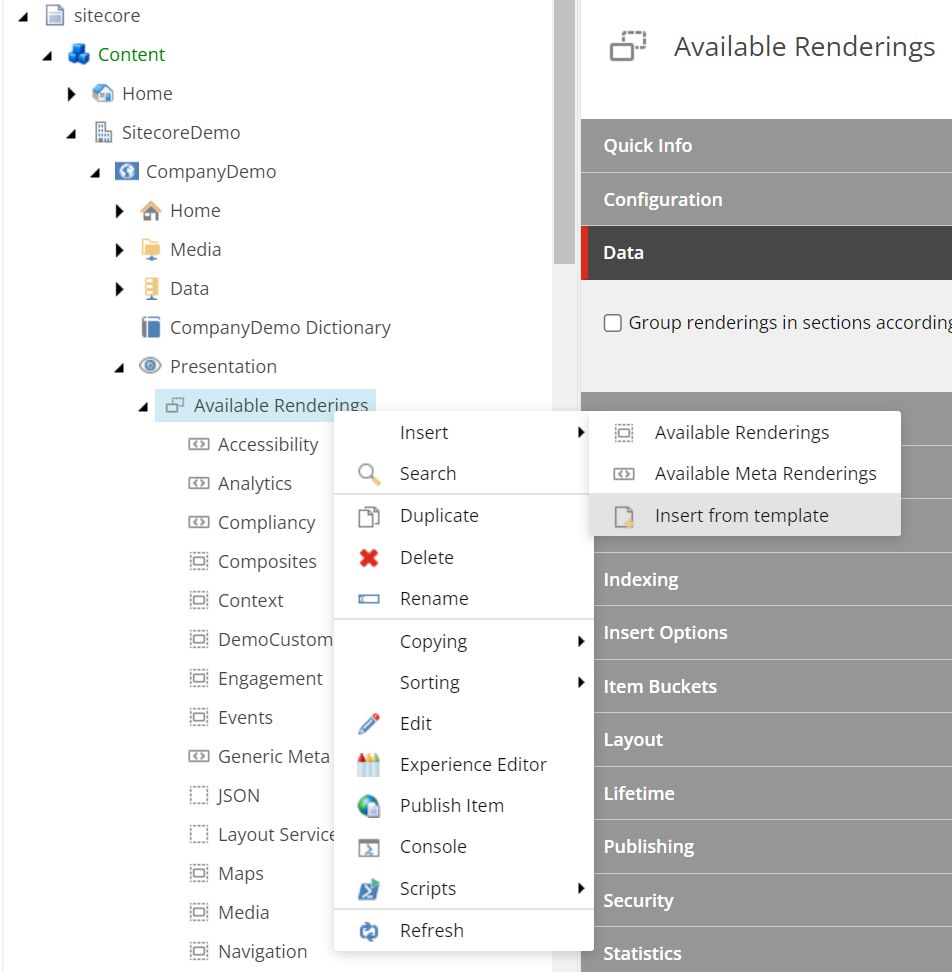 sitecore
Content
Home
SitecoreDemo
CompanyDemo
Home
Media
Data
CompanyDemo Dictionary
Presentation
Available Renderings
Accessibility
Analytics
Compliancy
Composites
Context
DemoCustom
Engagement
Events
Generic Meta
JSON
Layout Service
Maps
Media
Navigation
Insert
Search
Duplicate
Delete
Rename
Copying
Sorting
Edit
Experience Editor
Publish Item
Console
Scripts
Refresh
Available Renderings
Available Meta Renderings
Insert from template
Available Renderings
Quick Info
Configuration
Data
Group renderings in sections according
Indexing
Insert Options
Item Buckets
Layout
Lifetime
Publishing
Security
Statistics